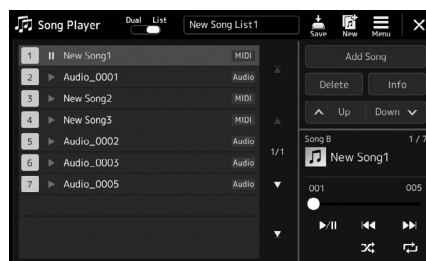 Song Player Dual List New Song List1 Save New Menu
1 New Song1 MIDI
2 Audio_0001 Audio
3 New Song2 MIDI
4 New Song3 MIDI
5 Audio_0002 Audio
6 Audio_0003 Audio
7 Audio_0005 Audio
1/1
Add Song
Delete Info
Up Down
Song B 1/7
New Song1
001 005